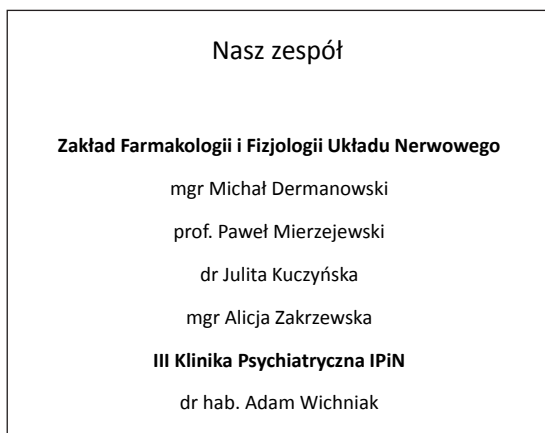 Nasz zespół
Zakład Farmakologii i Fizjologii Układu Nerwowego
mgr Michał Dermanowski
prof. Paweł Mierzejewski
dr Julita Kuczyńska
mgr Alicja Zakrzewska
III Klinika Psychiatryczna IPiN
dr hab. Adam Wichniak